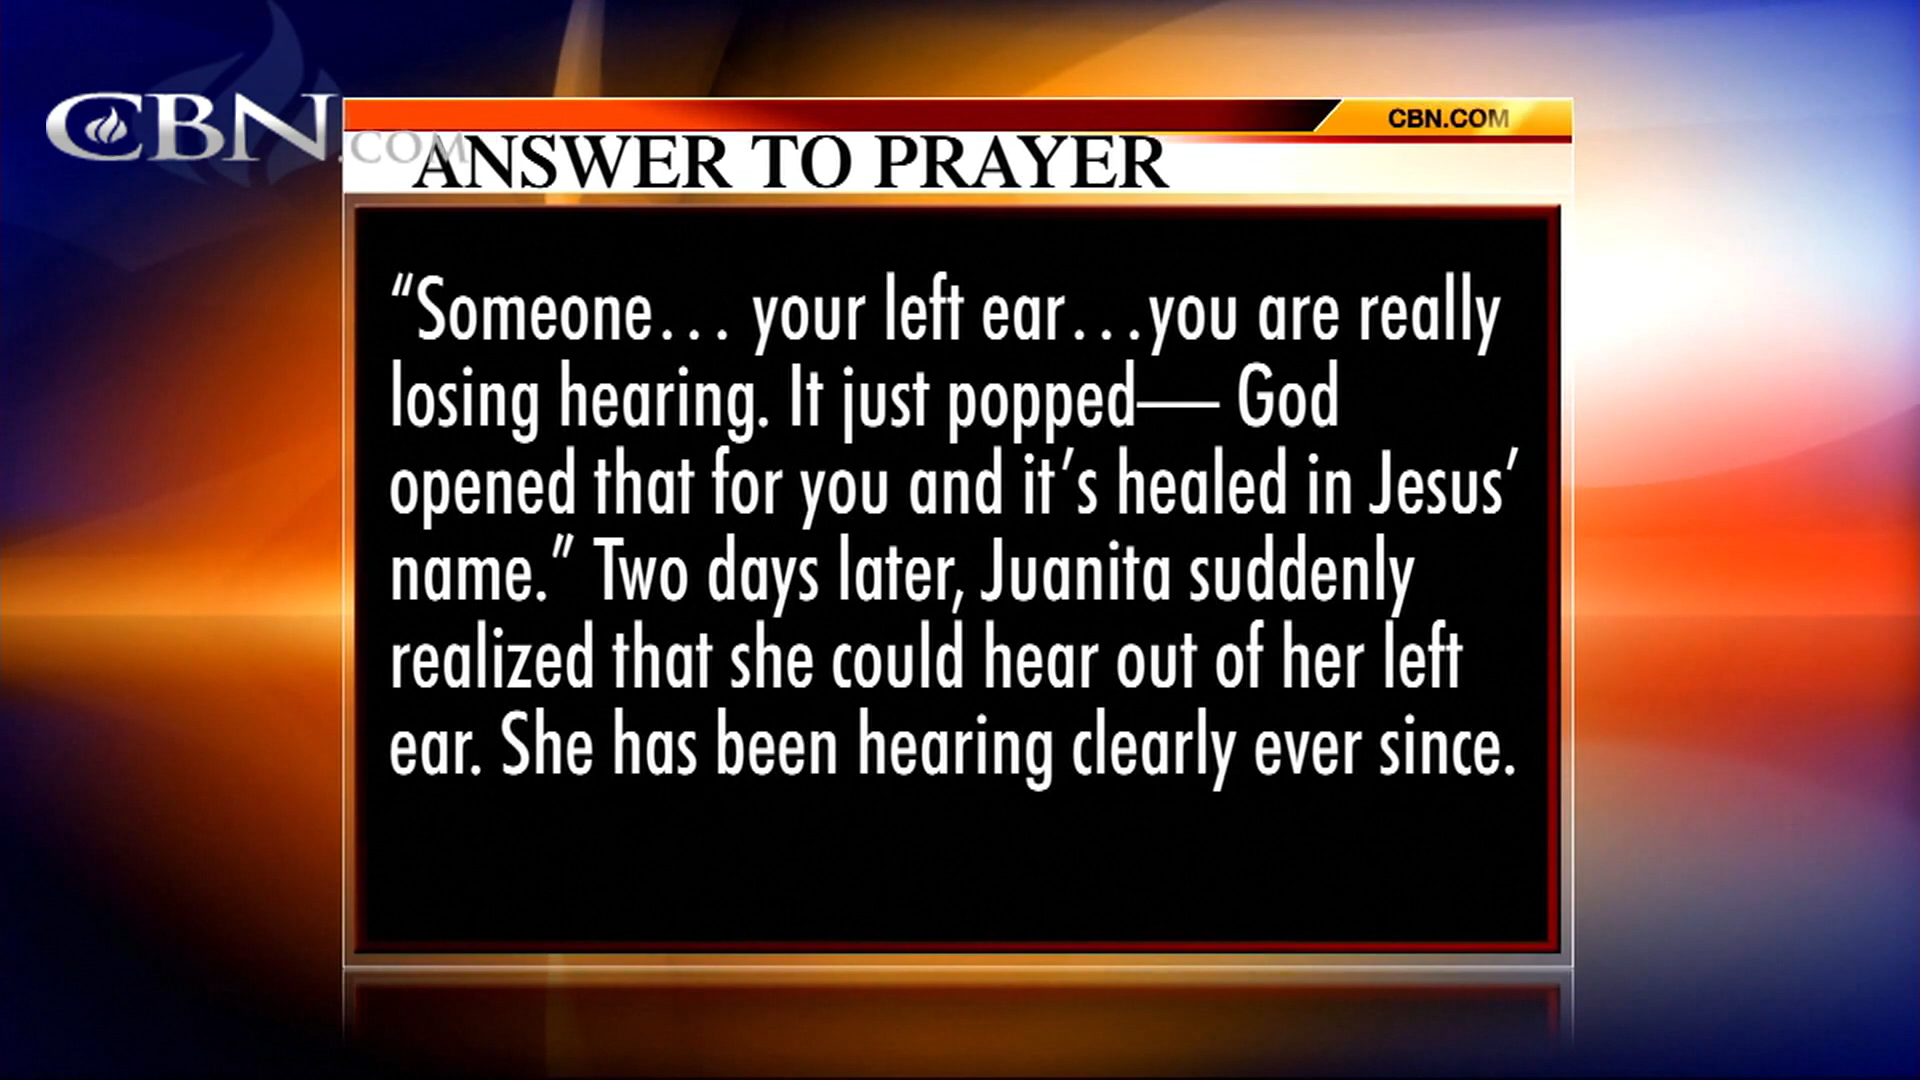 CBN.COM
CBN.COM
ANSWER TO PRAYER
“Someone… your left ear…you are really
losing hearing. It just popped— God
opened that for you and it’s healed in Jesus’
name.” Two days later, Juanita suddenly
realized that she could hear out of her left
ear. She has been hearing clearly ever since.